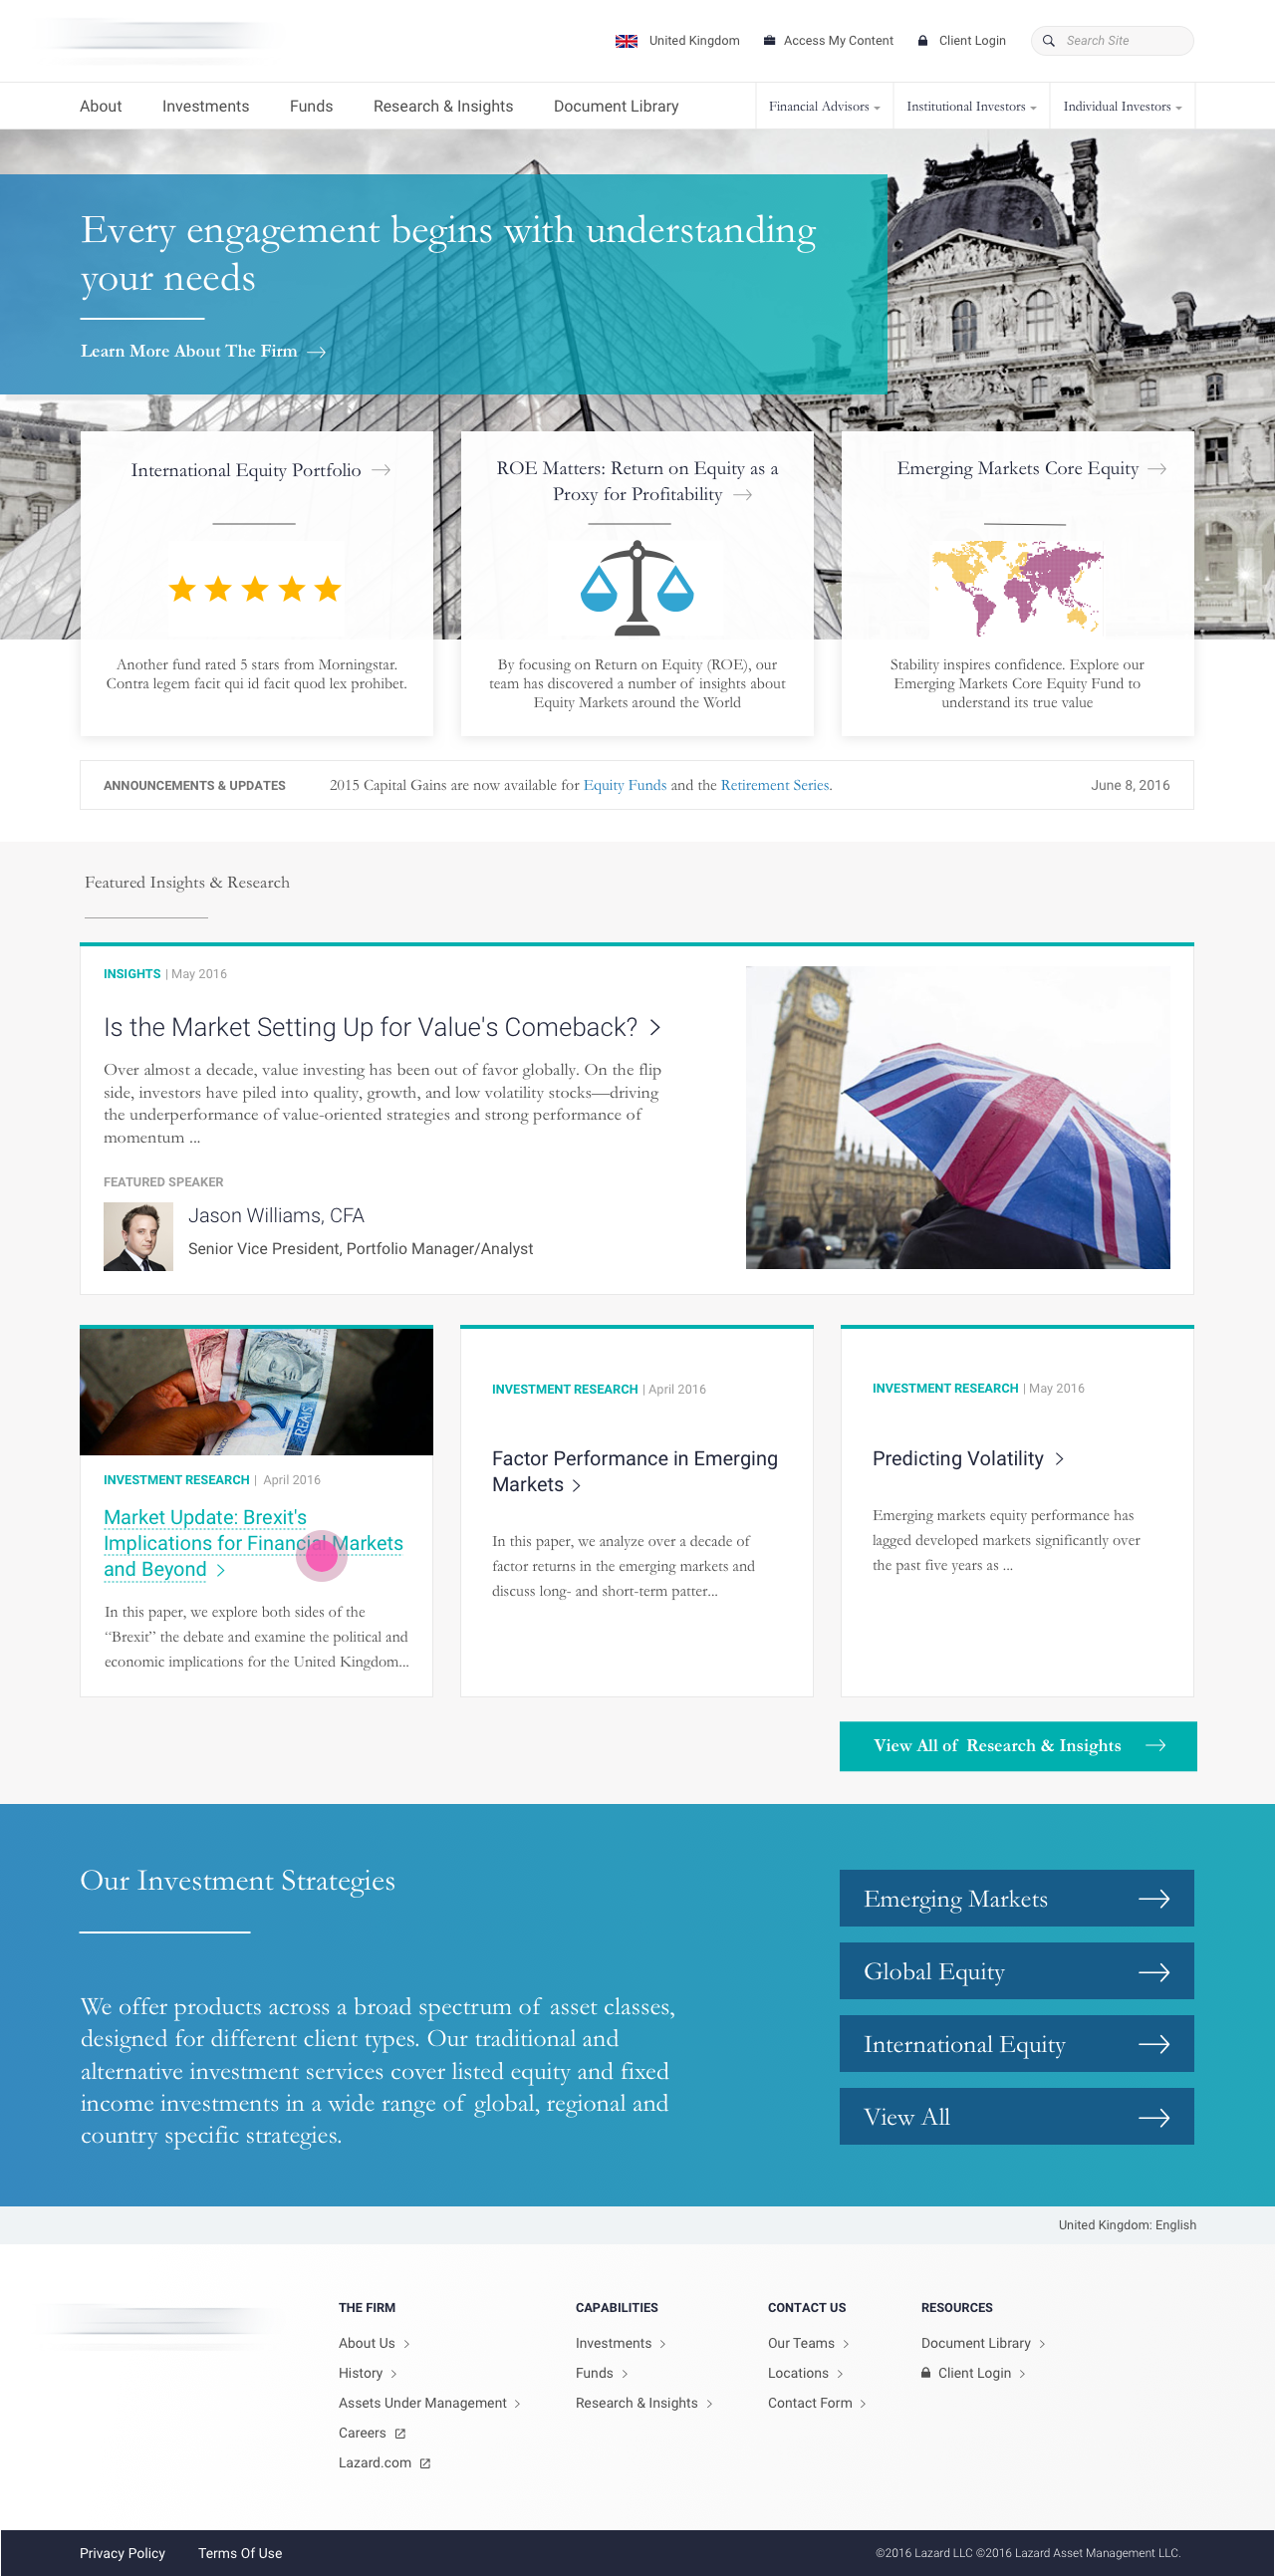 United Kingdom
Access My Content
Client Login
Search Site
About
Investments
Funds
Research & Insights
Document Library
Financial Advisors
Institutional Investors
Individual Investors
Every engagement begins with understanding
your needs
Learn More About The Firm
International Equity Portfolio
Another fund rated 5 stars from Morningstar.
Contra legem facit qui id facit quod lex prohibet.
ROE Matters: Return on Equity as a
Proxy for Profitability
By focusing on Return on Equity (ROE), our
team has discovered a number of insights about
Equity Markets around the World
Emerging Markets Core Equity
Stability inspires confidence. Explore our
Emerging Markets Core Equity Fund to
understand its true value
ANNOUNCEMENTS & UPDATES
2015 Capital Gains are now available for Equity Funds and the Retirement Series.
June 8, 2016
Featured Insights & Research
INSIGHTS | May 2016
Is the Market Setting Up for Value's Comeback?
Over almost a decade, value investing has been out of favor globally. On the flip
side, investors have piled into quality, growth, and low volatility stocks—driving
the underperformance of value-oriented strategies and strong performance of
momentum ...
FEATURED SPEAKER
Jason Williams, CFA
Senior Vice President, Portfolio Manager/Analyst
2
REAIS
INVESTMENT RESEARCH | April 2016
Market Update: Brexit's
Implications for Financial Markets
and Beyond
In this paper, we explore both sides of the
“Brexit” the debate and examine the political and
economic implications for the United Kingdom...
INVESTMENT RESEARCH | April 2016
Factor Performance in Emerging
Markets
In this paper, we analyze over a decade of
factor returns in the emerging markets and
discuss long- and short-term patter...
INVESTMENT RESEARCH | May 2016
Predicting Volatility
Emerging markets equity performance has
lagged developed markets significantly over
the past five years as ...
View All of Research & Insights
Our Investment Strategies
We offer products across a broad spectrum of asset classes,
designed for different client types. Our traditional and
alternative investment services cover listed equity and fixed
income investments in a wide range of global, regional and
country specific strategies.
Emerging Markets
Global Equity
International Equity
View All
United Kingdom: English
THE FIRM
About Us
History
Assets Under Management
Careers
Lazard.com
CAPABILITIES
Investments
Funds
Research & Insights
CONTACT US
Our Teams
Locations
Contact Form
RESOURCES
Document Library
Client Login
Privacy Policy
Terms Of Use
©2016 Lazard LLC ©2016 Lazard Asset Management LLC.